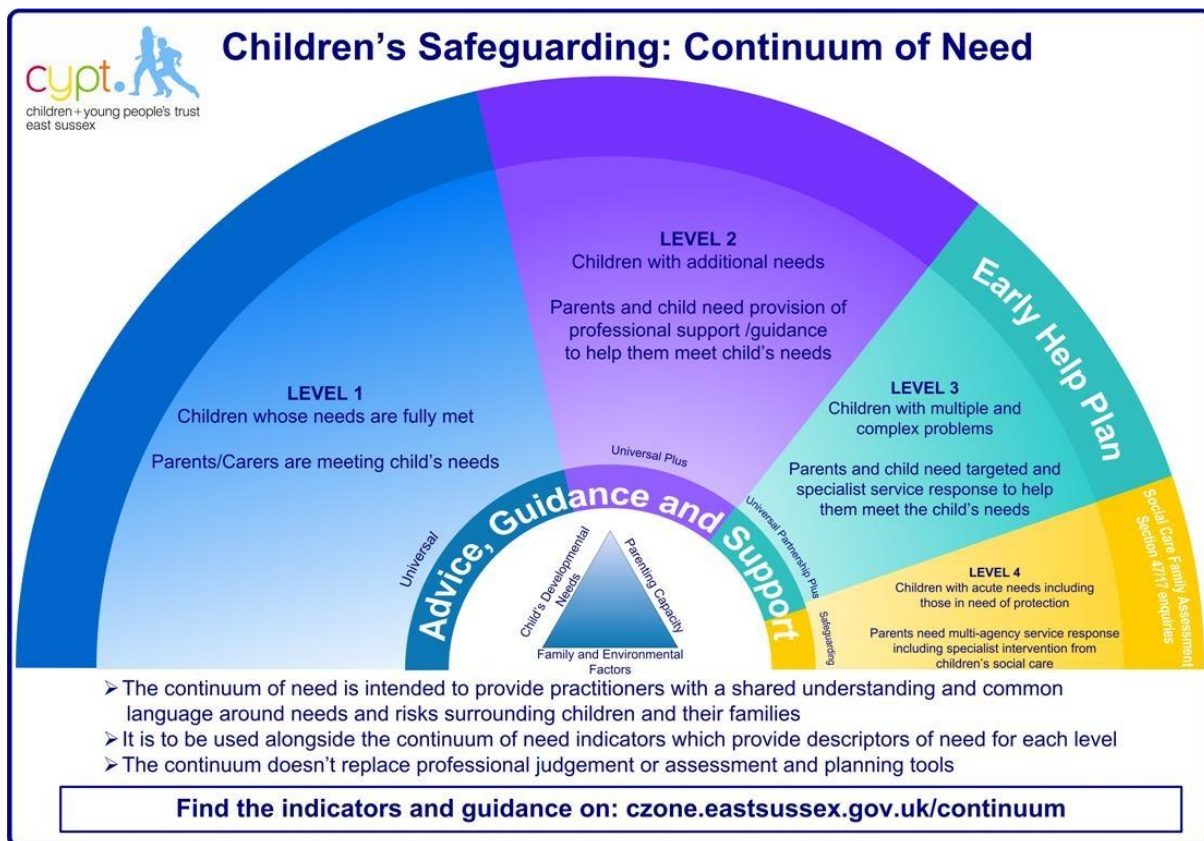 Children's Safeguarding: Continuum of Need
cypt.
children+young people's trust
east sussex
LEVEL 1
Children whose needs are fully met
Parents/Carers are meeting child's needs
Universal
LEVEL 2
Children with additional needs
Parents and child need provision of
professional support /guidance
to help them meet child's needs
Universal Plus
LEVEL 3
Children with multiple and
complex problems
Parents and child need targeted and
specialist service response to help
them meet the child's needs
Universal Partnership Plus
Early Help Plan
LEVEL 4
Children with acute needs including
those in need of protection
Parents need multi-agency service response
including specialist intervention from
children's social care
Safeguarding
Social Care Family Assessment
Section 47/17 enquiries
Advice, Guidance and Support
Child's Developmental
Needs
Parenting Capacity
Family and Environmental
Factors
➢ The continuum of need is intended to provide practitioners with a shared understanding and common
language around needs and risks surrounding children and their families
➢ It is to be used alongside the continuum of need indicators which provide descriptors of need for each level
➢ The continuum doesn't replace professional judgement or assessment and planning tools
Find the indicators and guidance on: czone.eastsussex.gov.uk/continuum